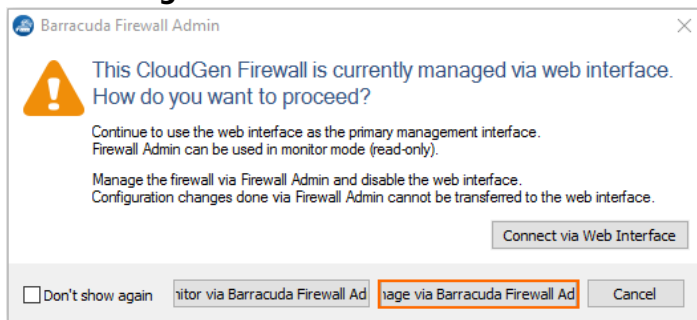 Barracuda Firewall Admin
This CloudGen Firewall is currently managed via web interface.
How do you want to proceed?
Continue to use the web interface as the primary management interface.
Firewall Admin can be used in monitor mode (read-only).
Manage the firewall via Firewall Admin and disable the web interface.
Configuration changes done via Firewall Admin cannot be transferred to the web interface.
Connect via Web Interface
Don't show again
nitor via Barracuda Firewall Ad
nage via Barracuda Firewall Ad
Cancel